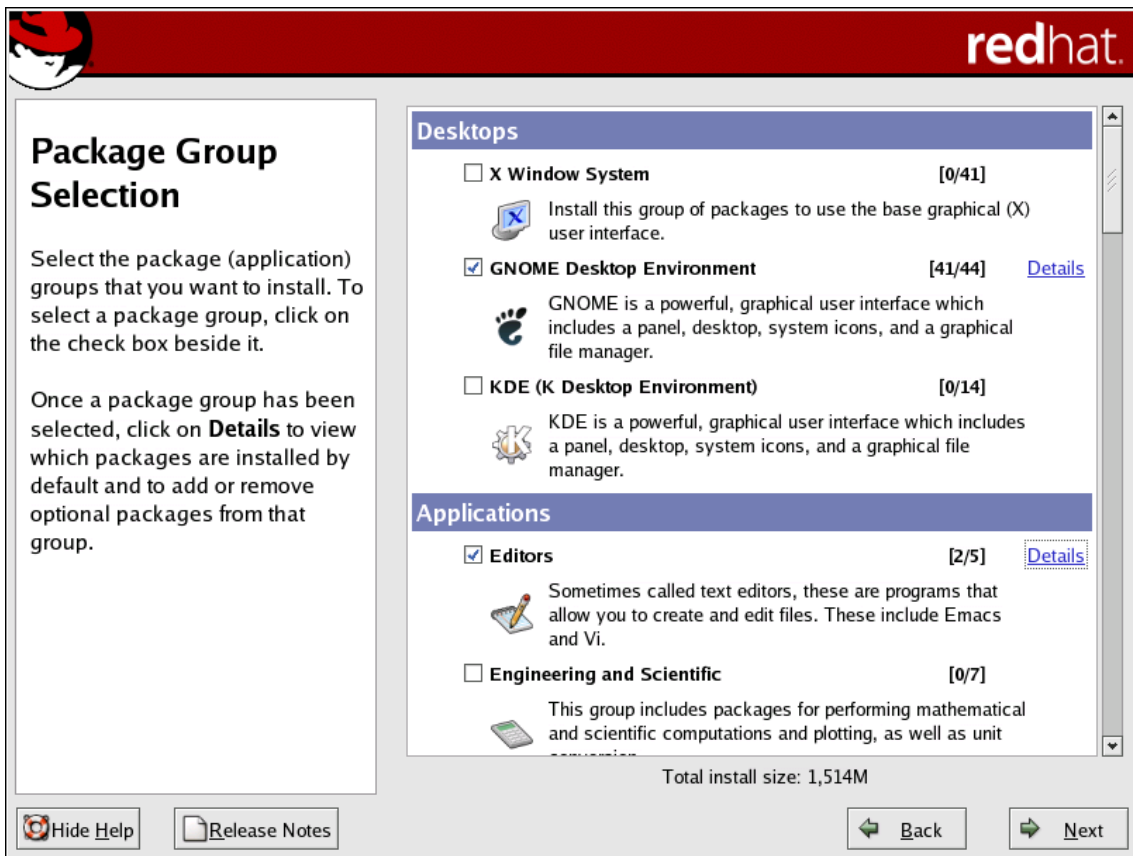 redhat.
Package Group
Selection
Select the package (application)
groups that you want to install. To
select a package group, click on
the check box beside it.
Once a package group has been
selected, click on Details to view
which packages are installed by
default and to add or remove
optional packages from that
group.
Desktops
X Window System [0/41]
Install this group of packages to use the base graphical (X)
user interface.
GNOME Desktop Environment [41/44] Details
GNOME is a powerful, graphical user interface which
includes a panel, desktop, system icons, and a graphical
file manager.
KDE (K Desktop Environment) [0/14]
KDE is a powerful, graphical user interface which includes
a panel, desktop, system icons, and a graphical file
manager.
Applications
Editors [2/5] Details
Sometimes called text editors, these are programs that
allow you to create and edit files. These include Emacs
and Vi.
Engineering and Scientific [0/7]
This group includes packages for performing mathematical
and scientific computations and plotting, as well as unit
Total install size: 1,514M
Hide Help Release Notes Back Next